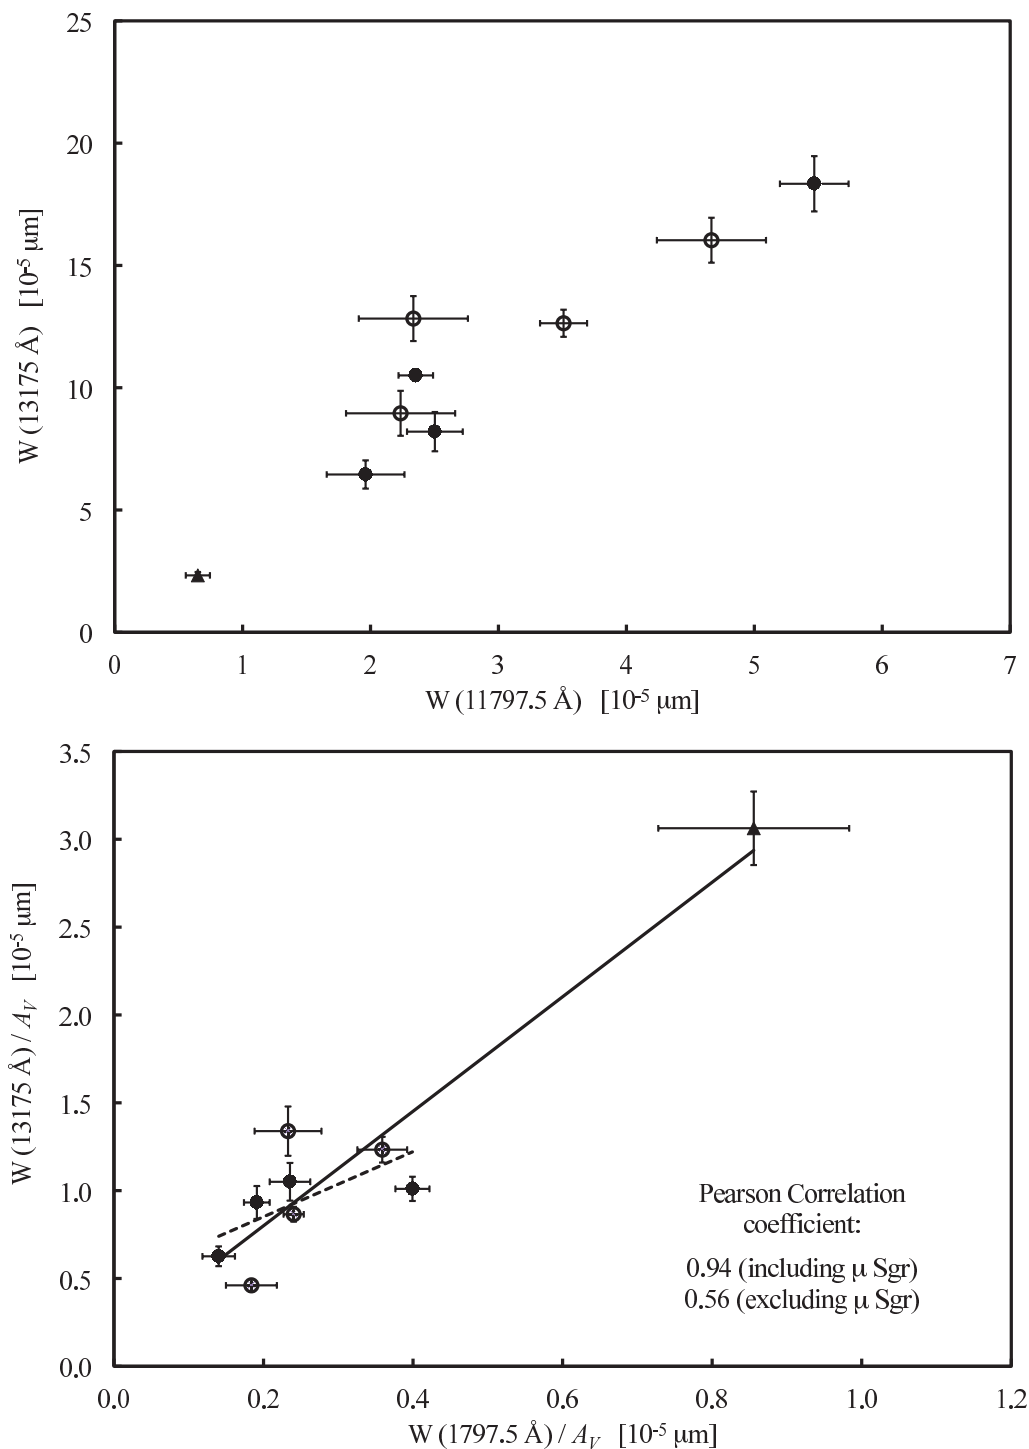 25
20
15
10
5
0
W (13175 Å) [10-5 μm]
0 1 2 3 4 5 6 7
W (11797.5 Å) [10-5 μm]
3.5
3.0
2.5
2.0
1.5
1.0
0.5
0.0
W (13175 Å) / AV [10-5 μm]
Pearson Correlation
coefficient:
0.94 (including μ Sgr)
0.56 (excluding μ Sgr)
0.0 0.2 0.4 0.6 0.8 1.0 1.2
W (1797.5 Å) / AV [10-5 μm]